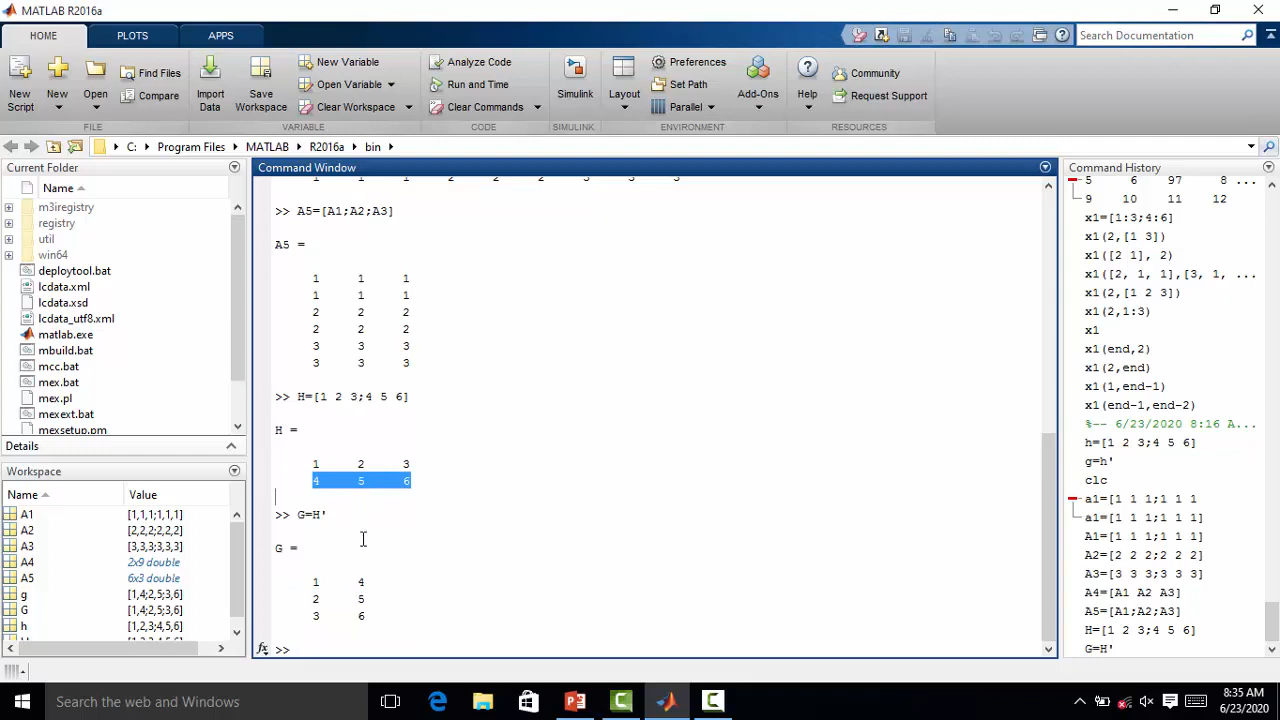 MATLAB R2016a
HOME PLOTS APPS
Search Documentation
New Script
New
Open
Find Files
Compare
FILE
Import Data
Save Workspace
New Variable
Open Variable
Clear Workspace
VARIABLE
Analyze Code
Run and Time
Clear Commands
CODE
Simulink
SIMULINK
Layout
Preferences
Set Path
Parallel
Add-Ons
ENVIRONMENT
Help
Community
Request Support
RESOURCES
C: Program Files MATLAB R2016a bin
Current Folder
Name
m3iregistry
registry
util
win64
deploytool.bat
lcdata.xml
lcdata.xsd
lcdata_utf8.xml
matlab.exe
mbuild.bat
mcc.bat
mex.bat
mex.pl
mexext.bat
mexsetup.pm
Details
Workspace
Name Value
A1 [1,1,1;1,1,1]
A2 [2,2,2;2,2,2]
A3 [3,3,3;3,3,3]
A4 2x9 double
A5 6x3 double
g [1,4;2,5;3,6]
G [1,4;2,5;3,6]
h [1,2,3;4,5,6]
Command Window
1 1 1 2 2 2 3 3 3
>> A5=[A1;A2;A3]
A5 =
1 1 1
1 1 1
2 2 2
2 2 2
3 3 3
3 3 3
>> H=[1 2 3;4 5 6]
H =
1 2 3
4 5 6
>> G=H'
G =
1 4
2 5
3 6
fx >>
Command History
5 6 97 8 ...
9 10 11 12
x1=[1:3;4:6]
x1(2,[1 3])
x1([2 1], 2)
x1([2, 1, 1],[3, 1, ...
x1(2,[1 2 3])
x1(2,1:3)
x1
x1(end,2)
x1(2,end)
x1(1,end-1)
x1(end-1,end-2)
%-- 6/23/2020 8:16 A...
h=[1 2 3;4 5 6]
g=h'
clc
a1=[1 1 1;1 1 1
a1=[1 1 1;1 1 1]
A1=[1 1 1;1 1 1]
A2=[2 2 2;2 2 2]
A3=[3 3 3;3 3 3]
A4=[A1 A2 A3]
A5=[A1;A2;A3]
H=[1 2 3;4 5 6]
G=H'
Search the web and Windows
8:35 AM
6/23/2020